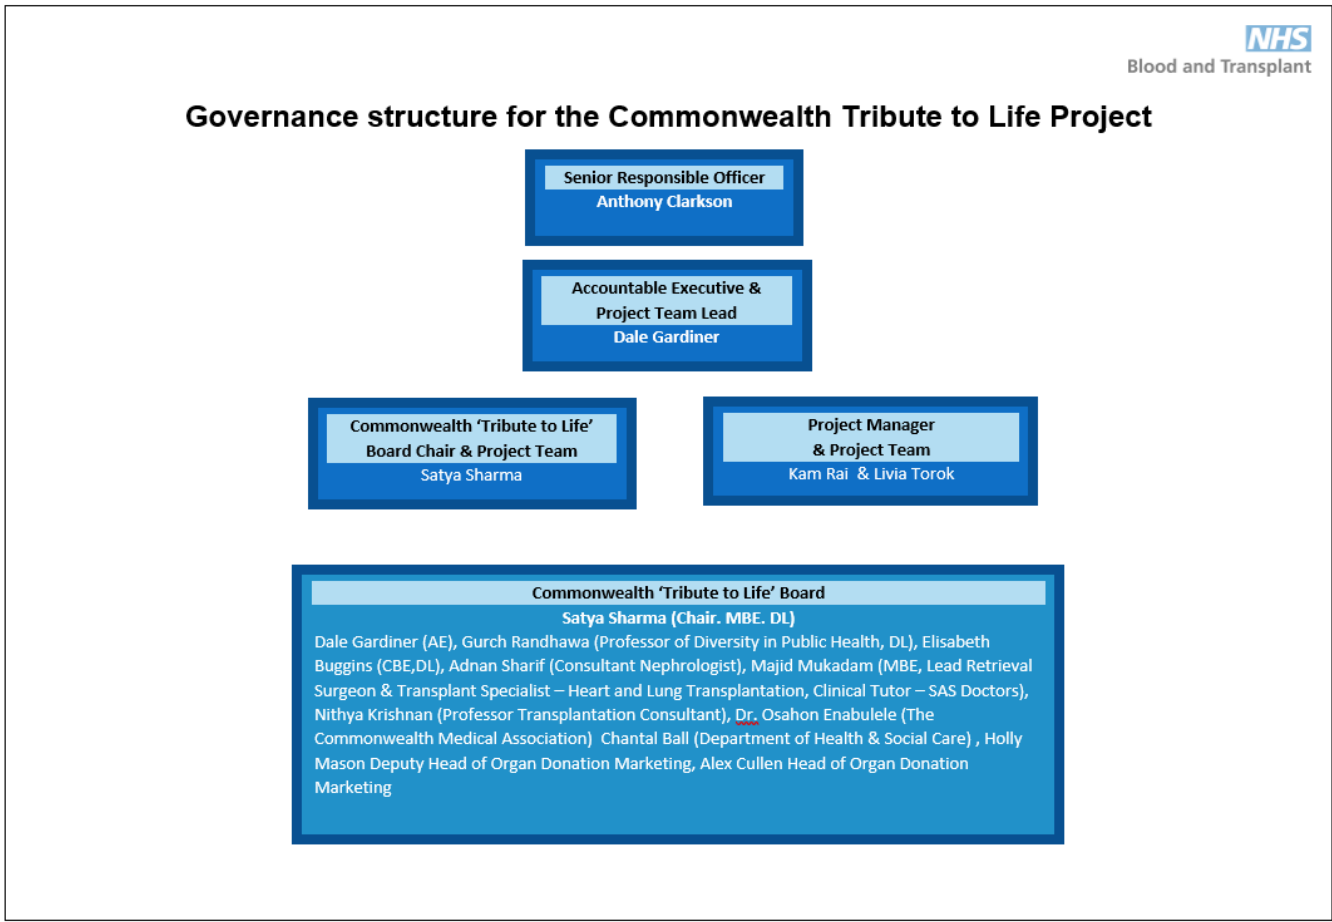 NHS
Blood and Transplant
Governance structure for the Commonwealth Tribute to Life Project
Senior Responsible Officer
Anthony Clarkson
Accountable Executive &
Project Team Lead
Dale Gardiner
Commonwealth ‘Tribute to Life’
Board Chair & Project Team
Satya Sharma
Project Manager
& Project Team
Kam Rai & Livia Torok
Commonwealth ‘Tribute to Life’ Board
Satya Sharma (Chair. MBE. DL)
Dale Gardiner (AE), Gurch Randhawa (Professor of Diversity in Public Health, DL), Elisabeth
Buggins (CBE,DL), Adnan Sharif (Consultant Nephrologist), Majid Mukadam (MBE, Lead Retrieval
Surgeon & Transplant Specialist – Heart and Lung Transplantation, Clinical Tutor – SAS Doctors),
Nithya Krishnan (Professor Transplantation Consultant), Dr. Osahon Enabulele (The
Commonwealth Medical Association) Chantal Ball (Department of Health & Social Care) , Holly
Mason Deputy Head of Organ Donation Marketing, Alex Cullen Head of Organ Donation
Marketing